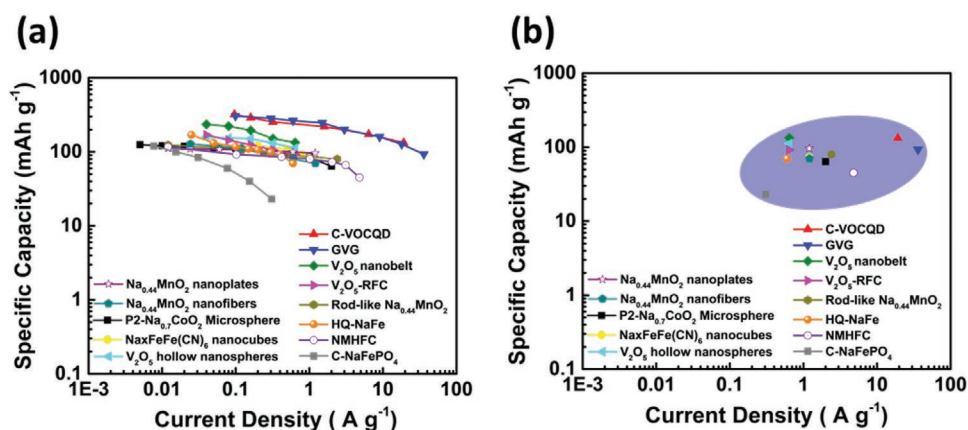 (a)
1000
100
10
1
0.1
1E-3
0.01
0.1
1
10
100
Specific Capacity (mAh g⁻¹)
Current Density ( A g⁻¹)
Na₀.₄₄MnO₂ nanoplates
Na₀.₄₄MnO₂ nanofibers
P2-Na₀.₇CoO₂ Microsphere
NaxFeFe(CN)₆ nanocubes
V₂O₅ hollow nanospheres
C-VOCQD
GVG
V₂O₅ nanobelt
V₂O₅-RFC
Rod-like Na₀.₄₄MnO₂
HQ-NaFe
NMHFC
C-NaFePO₄
(b)
1000
100
10
1
0.1
1E-3
0.01
0.1
1
10
100
Specific Capacity (mAh g⁻¹)
Current Density ( A g⁻¹)
Na₀.₄₄MnO₂ nanoplates
Na₀.₄₄MnO₂ nanofibers
P2-Na₀.₇CoO₂ Microsphere
NaxFeFe(CN)₆ nanocubes
V₂O₅ hollow nanospheres
C-VOCQD
GVG
V₂O₅ nanobelt
V₂O₅-RFC
Rod-like Na₀.₄₄MnO₂
HQ-NaFe
NMHFC
C-NaFePO₄